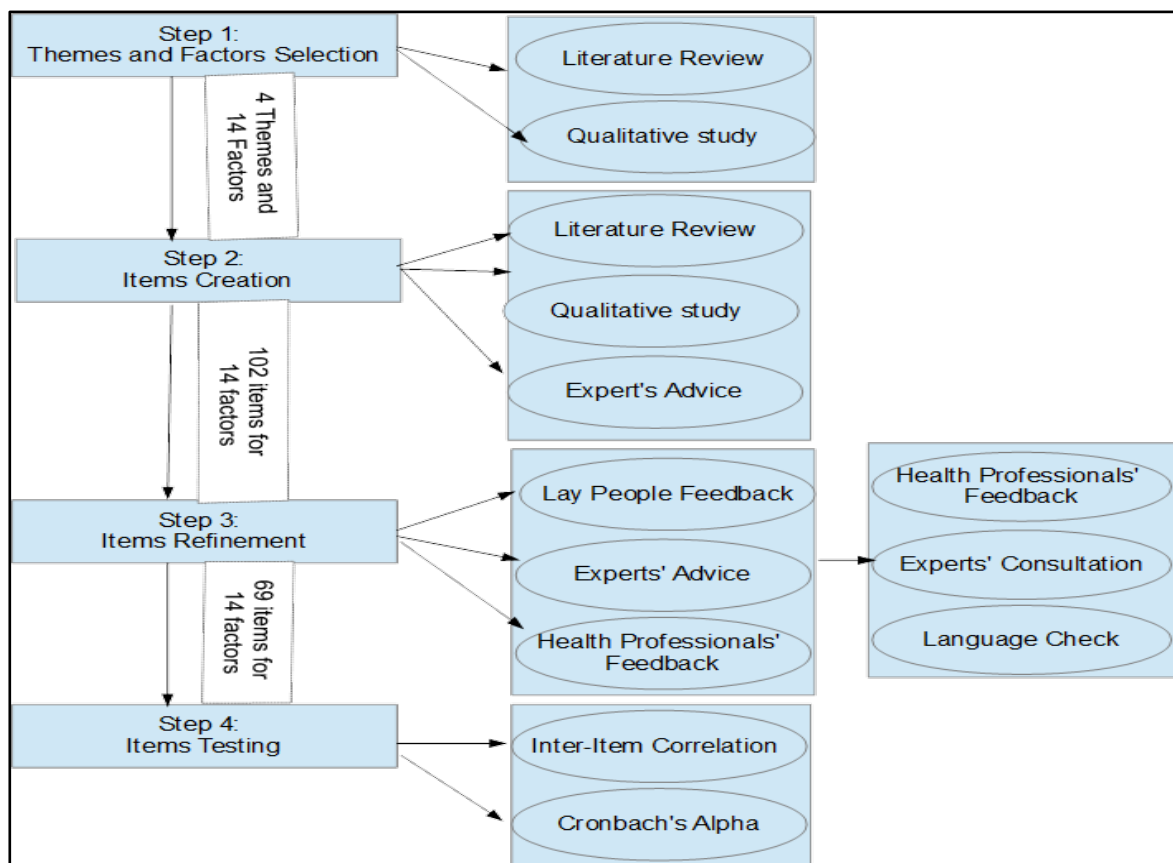 Step 1:
Themes and Factors Selection
Literature Review
Qualitative study
4 Themes and
14 Factors
Step 2:
Items Creation
Literature Review
Qualitative study
Expert's Advice
102 items for
14 factors
Step 3:
Items Refinement
Lay People Feedback
Experts' Advice
Health Professionals'
Feedback
Health Professionals'
Feedback
Experts' Consultation
Language Check
69 items for
14 factors
Step 4:
Items Testing
Inter-Item Correlation
Cronbach's Alpha